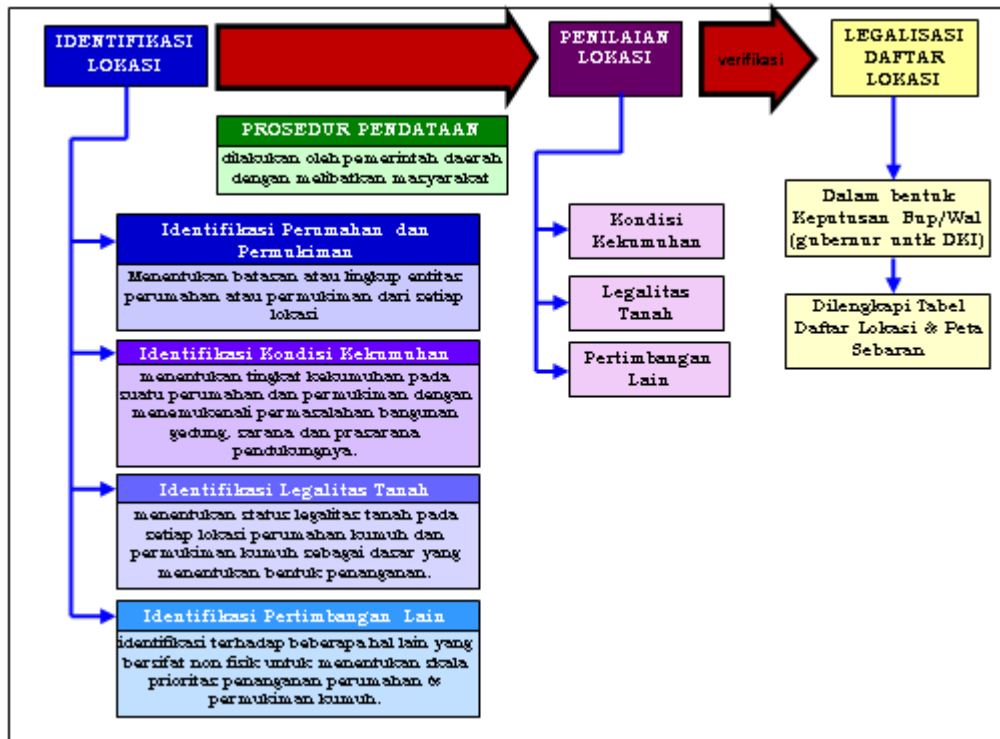 IDENTIFIKASI
LOKASI
PENILAIAN
LOKASI
verifikasi
LEGALISASI
DAFTAR
LOKASI
PROSEDUR PENDATAAN
dilakukan oleh pemerintah daerah
dengan melibatkan masyarakat
Identifikasi Perumahan dan
Permukiman
Menentukan batasan atau lingkup entitas
perumahan atau permukiman dari setiap
lokasi
Identifikasi Kondisi Kekumuhan
menentukan tingkat kekumuhan pada
suatu perumahan dan permukiman dengan
menemukenali permasalahan bangunan
gedung, sarana dan prasarana
pendukungnya.
Identifikasi Legalitas Tanah
menentukan status legalitas tanah pada
setiap lokasi perumahan kumuh dan
permukiman kumuh sebagai dasar yang
menentukan bentuk penanganan.
Identifikasi Pertimbangan Lain
identifikasi terhadap beberapa hal lain yang
bersifat non fisik untuk menentukan skala
prioritas penanganan perumahan &
permukiman kumuh.
Kondisi
Kekumuhan
Legalitas
Tanah
Pertimbangan
Lain
Dalam bentuk
Keputusan Bup/Wal
(gubernur untk DKI)
Dilengkapi Tabel
Daftar Lokasi & Peta
Sebaran